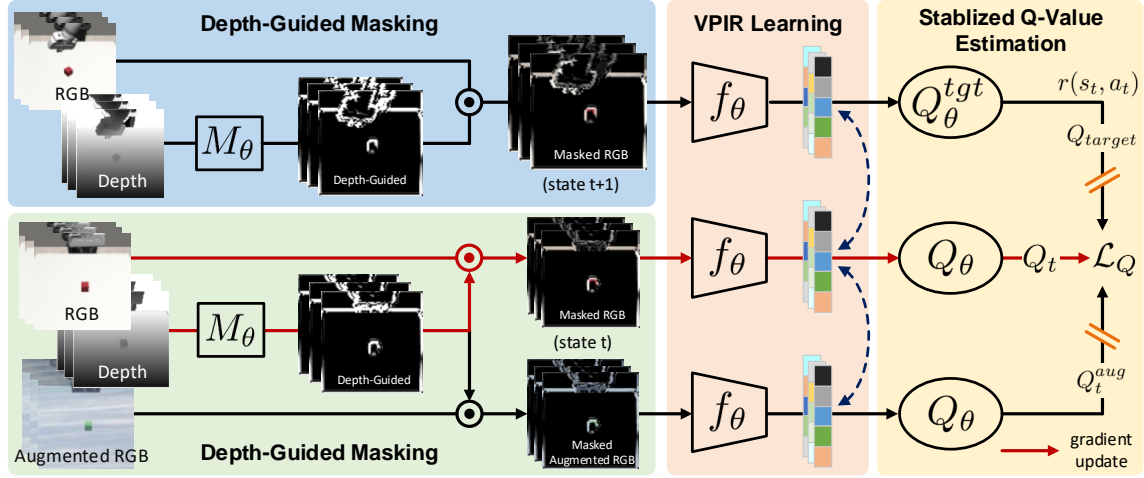 Depth-Guided Masking
RGB
Depth
M_θ
Depth-Guided
Masked RGB
(state t+1)
RGB
Depth
M_θ
Depth-Guided
Masked RGB
(state t)
Augmented RGB
Masked
Augmented RGB
Depth-Guided Masking
VPIR Learning
f_θ
f_θ
f_θ
Stablized Q-Value
Estimation
Q_θ^{tgt}
r(s_t, a_t)
Q_{target}
Q_θ
Q_t
L_Q
Q_θ
Q_t^{aug}
gradient
update